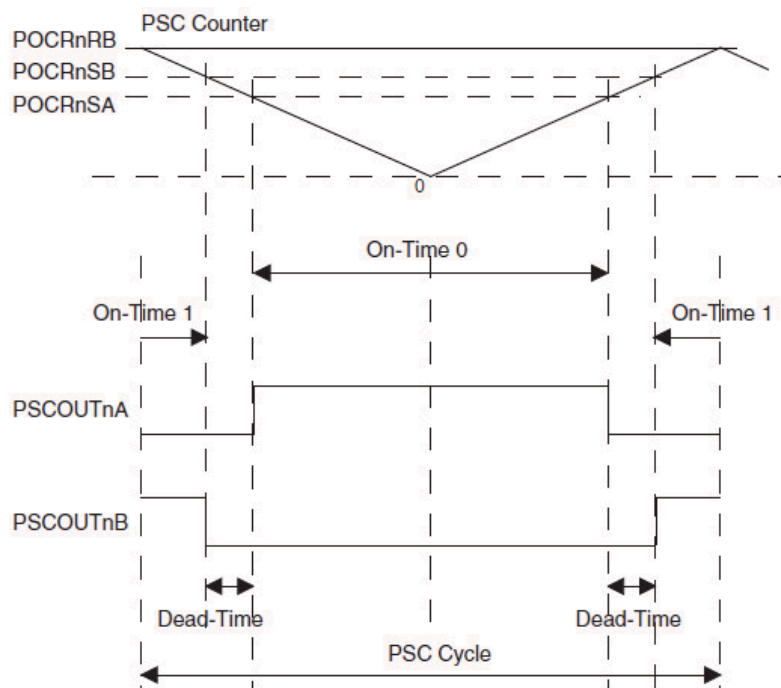 PSC Counter
POCRnRB
POCRnSB
POCRnSA
0
On-Time 0
On-Time 1
On-Time 1
PSCOUTnA
PSCOUTnB
Dead-Time
Dead-Time
PSC Cycle